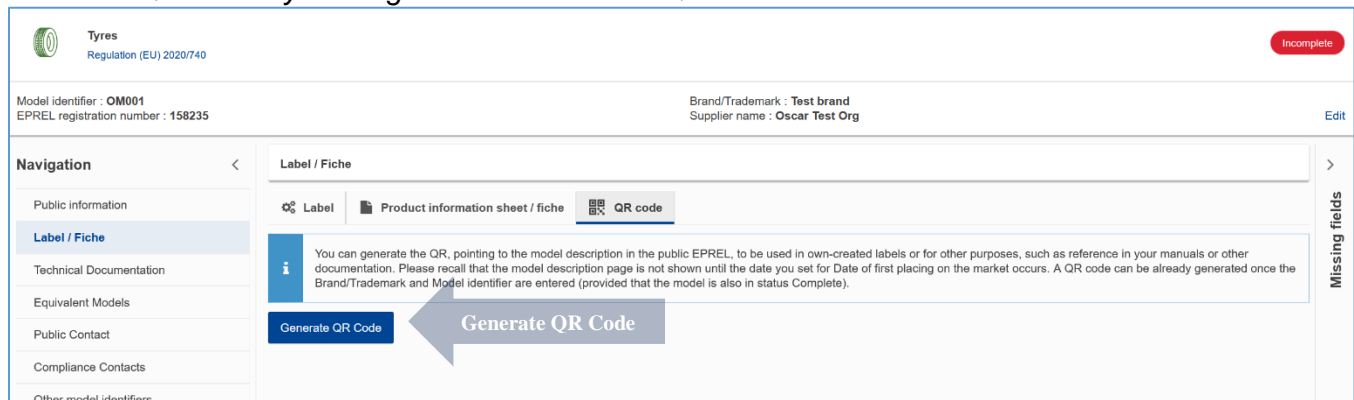 Tyres
Regulation (EU) 2020/740
Incomplete
Model identifier : OM001
EPREL registration number : 158235
Brand/Trademark : Test brand
Supplier name : Oscar Test Org
Edit
Navigation
Public information
Label / Fiche
Technical Documentation
Equivalent Models
Public Contact
Compliance Contacts
Other model identifiers
Label / Fiche
Label
Product information sheet / fiche
QR code
You can generate the QR, pointing to the model description in the public EPREL, to be used in own-created labels or for other purposes, such as reference in your manuals or other
documentation. Please recall that the model description page is not shown until the date you set for Date of first placing on the market occurs. A QR code can be already generated once the
Brand/Trademark and Model identifier are entered (provided that the model is also in status Complete).
Generate QR Code
Generate QR Code
Missing fields